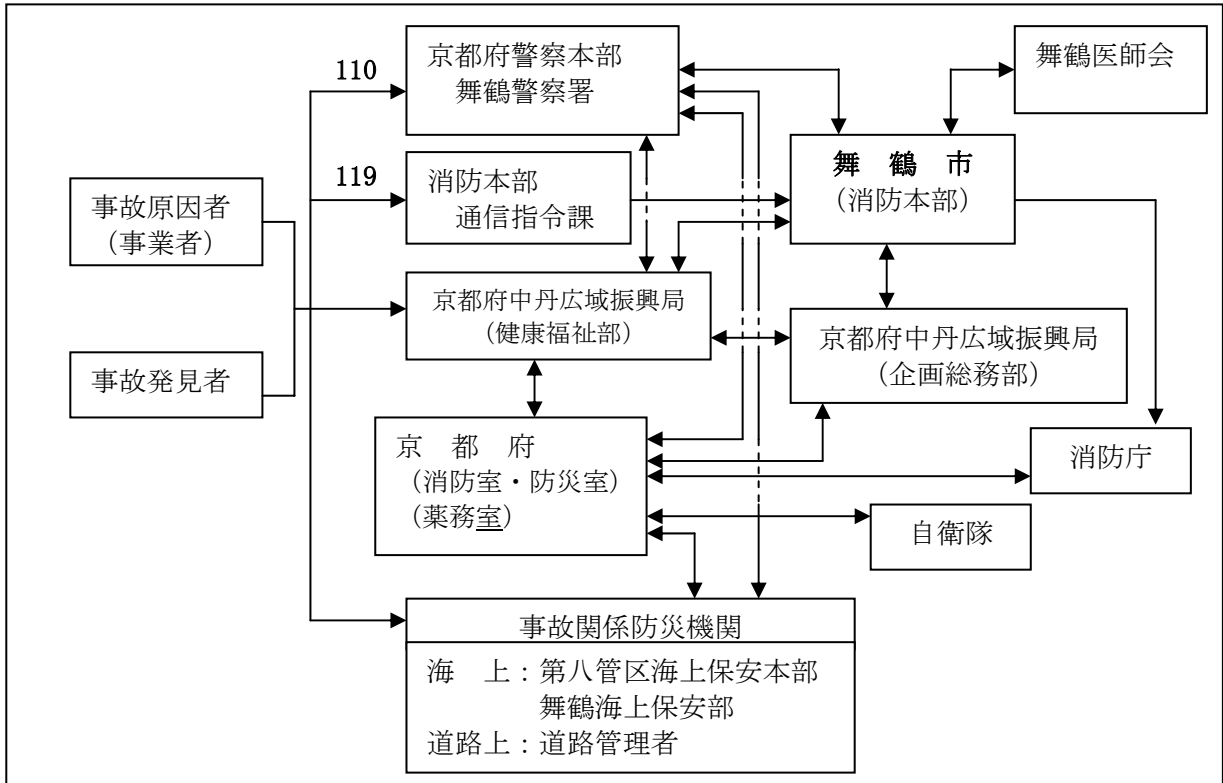 110
京都府警察本部
舞鶴警察署
舞鶴医師会
119
消防本部
通信指令課
舞 鶴 市
(消防本部)
事故原因者
(事業者)
事故発見者
京都府中丹広域振興局
(健康福祉部)
京都府中丹広域振興局
(企画総務部)
京 都 府
(消防室・防災室)
(薬務室)
消防庁
自衛隊
事故関係防災機関
海 上:第八管区海上保安本部
舞鶴海上保安部
道路上:道路管理者